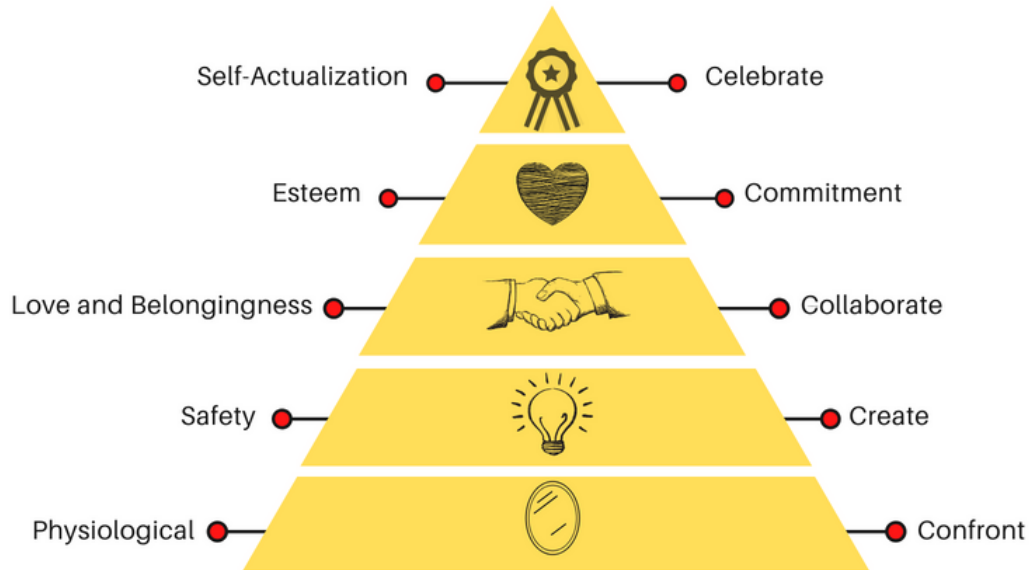 Self-Actualization
Celebrate
Esteem
Commitment
Love and Belongingness
Collaborate
Safety
Create
Physiological
Confront